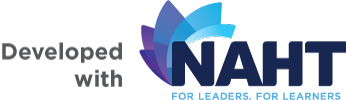 Developed
with
NAHT
FOR LEADERS. FOR LEARNERS